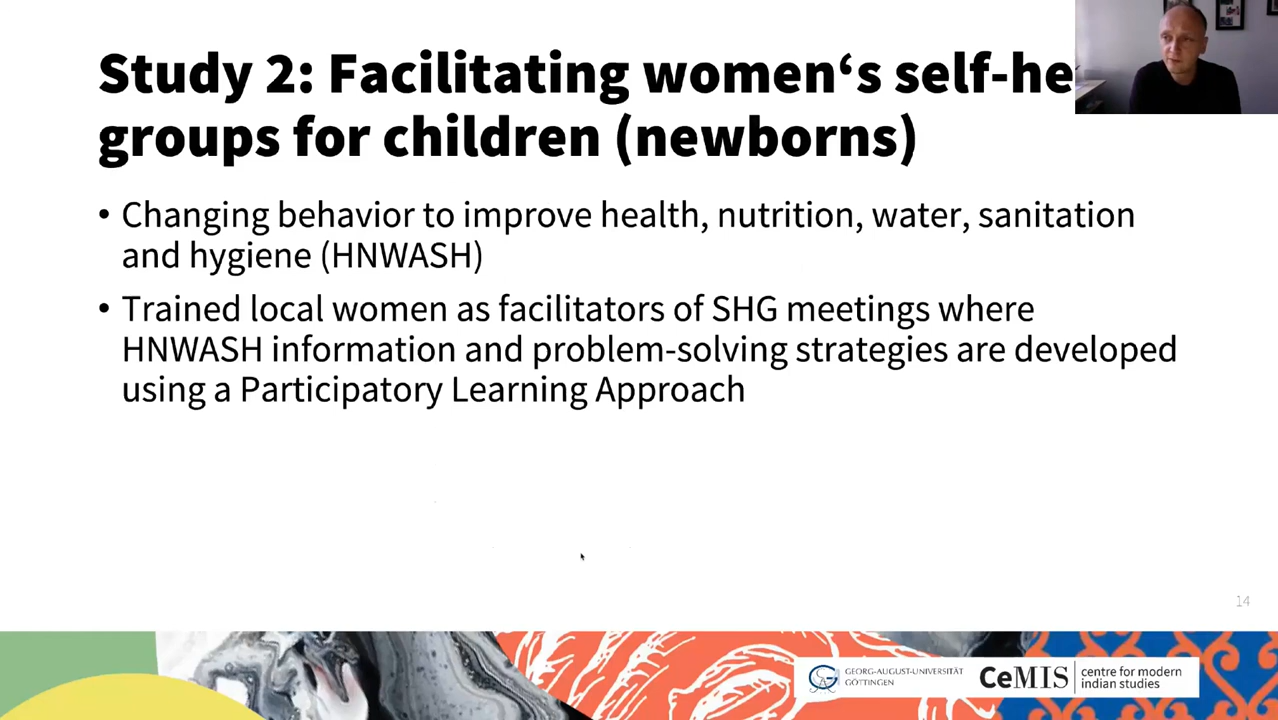 Study 2: Facilitating women‘s self-he
groups for children (newborns)
• Changing behavior to improve health, nutrition, water, sanitation
and hygiene (HNWASH)
• Trained local women as facilitators of SHG meetings where
HNWASH information and problem-solving strategies are developed
using a Participatory Learning Approach
14
GEORG-AUGUST-UNIVERSITÄT
GÖTTINGEN
CeMIS
centre for modern
indian studies